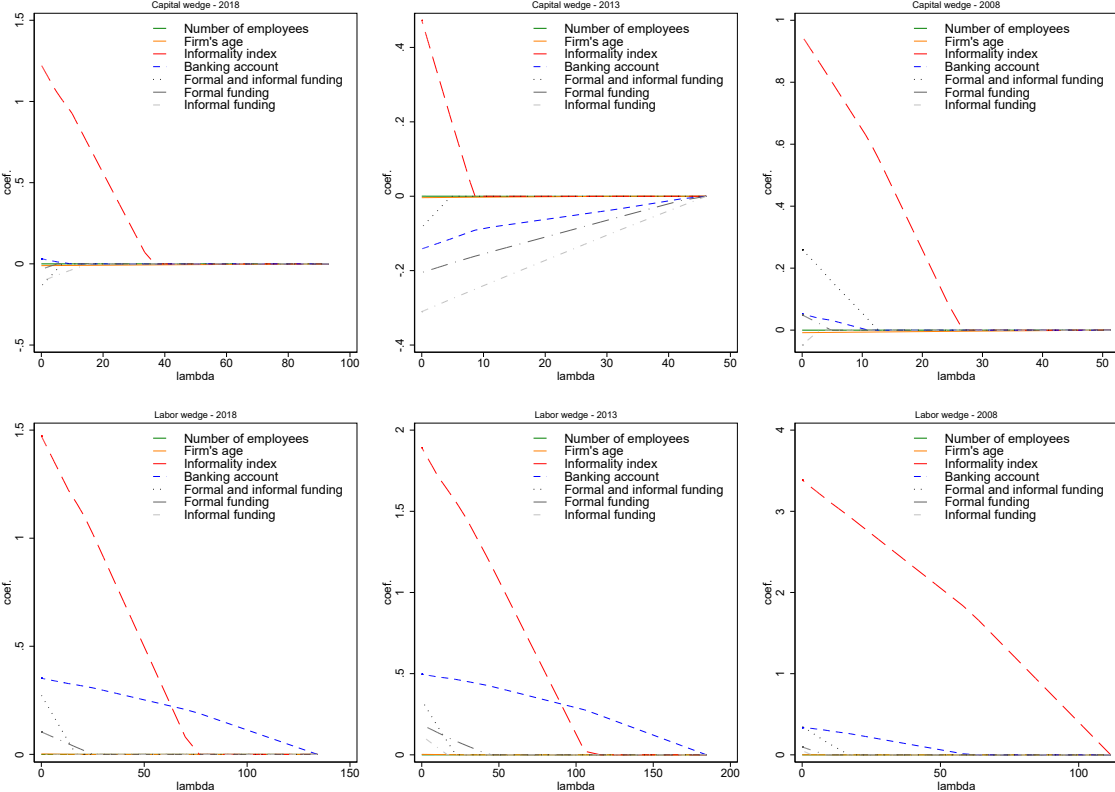 Capital wedge - 2018
Number of employees
Firm's age
Informality index
Banking account
Formal and informal funding
Formal funding
Informal funding
coef.
1.5
1
.5
0
-.5
0 20 40 60 80 100
lambda
Capital wedge - 2013
Number of employees
Firm's age
Informality index
Banking account
Formal and informal funding
Formal funding
Informal funding
coef.
.4
.2
0
-.2
-.4
0 10 20 30 40 50
lambda
Capital wedge - 2008
Number of employees
Firm's age
Informality index
Banking account
Formal and informal funding
Formal funding
Informal funding
coef.
1
.8
.6
.4
.2
0
0 10 20 30 40 50
lambda
Labor wedge - 2018
Number of employees
Firm's age
Informality index
Banking account
Formal and informal funding
Formal funding
Informal funding
coef.
1.5
1
.5
0
0 50 100 150
lambda
Labor wedge - 2013
Number of employees
Firm's age
Informality index
Banking account
Formal and informal funding
Formal funding
Informal funding
coef.
2
1.5
1
.5
0
0 50 100 150 200
lambda
Labor wedge - 2008
Number of employees
Firm's age
Informality index
Banking account
Formal and informal funding
Formal funding
Informal funding
coef.
4
3
2
1
0
0 50 100
lambda